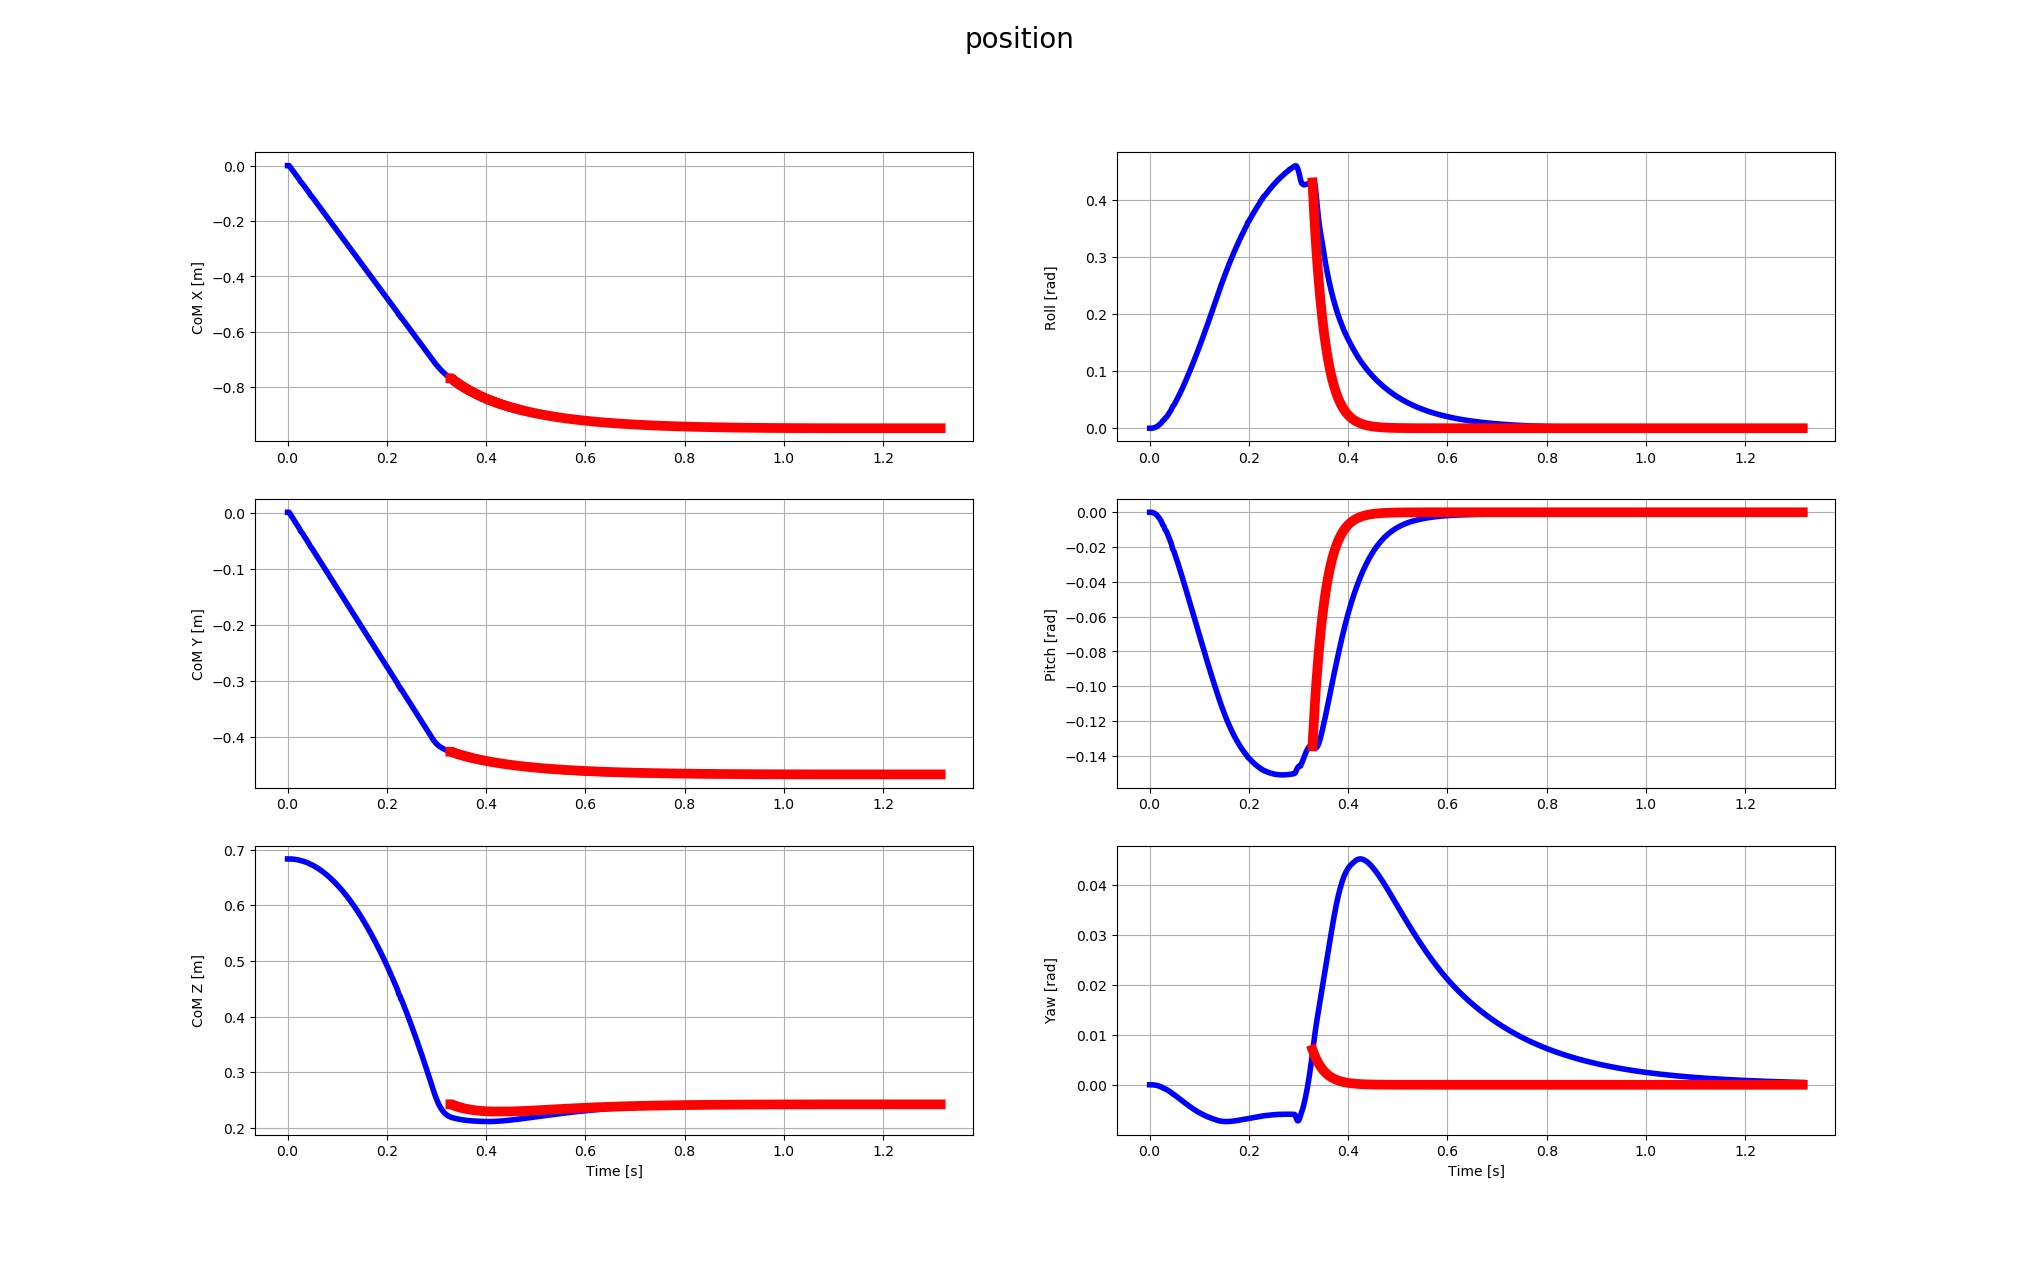 position
CoM X [m]
0.0
−0.2
−0.4
−0.6
−0.8
0.0 0.2 0.4 0.6 0.8 1.0 1.2
Roll [rad]
0.4
0.3
0.2
0.1
0.0
0.0 0.2 0.4 0.6 0.8 1.0 1.2
CoM Y [m]
0.0
−0.1
−0.2
−0.3
−0.4
0.0 0.2 0.4 0.6 0.8 1.0 1.2
Pitch [rad]
0.00
−0.02
−0.04
−0.06
−0.08
−0.10
−0.12
−0.14
0.0 0.2 0.4 0.6 0.8 1.0 1.2
CoM Z [m]
0.7
0.6
0.5
0.4
0.3
0.2
0.0 0.2 0.4 0.6 0.8 1.0 1.2
Time [s]
Yaw [rad]
0.04
0.03
0.02
0.01
0.00
0.0 0.2 0.4 0.6 0.8 1.0 1.2
Time [s]